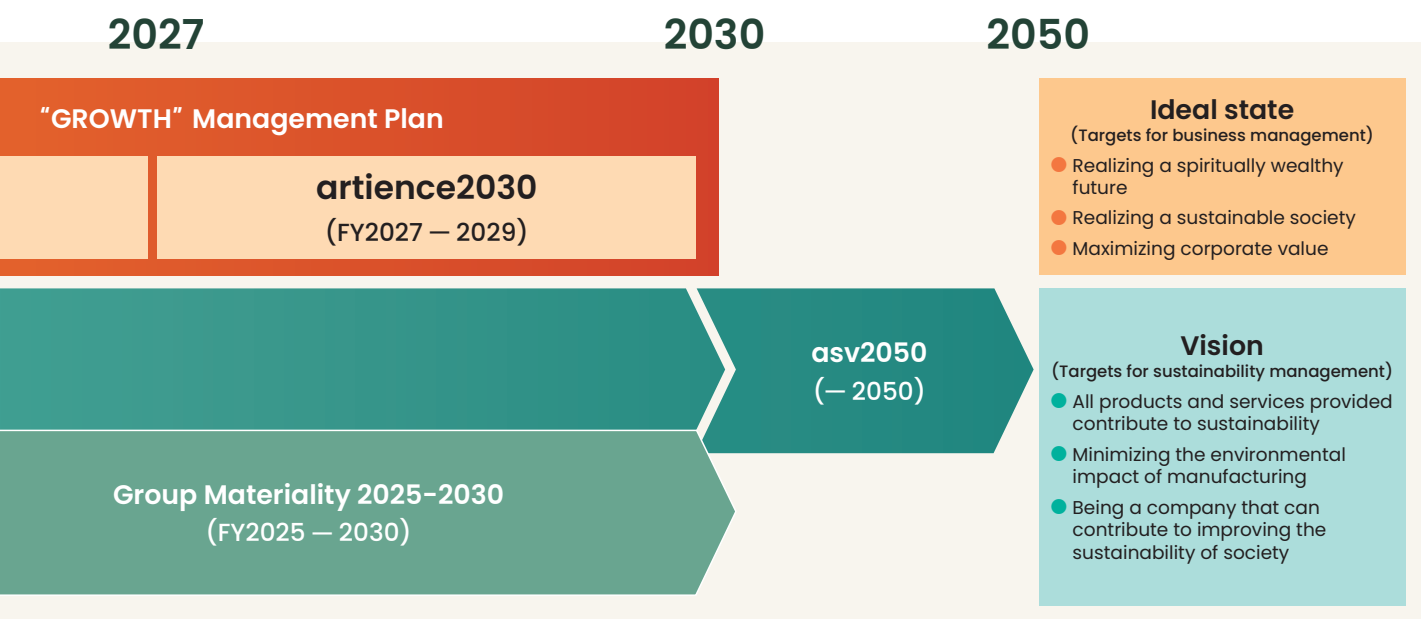 2027
2030
2050
“GROWTH” Management Plan
artience2030
(FY2027 — 2029)
Ideal state
(Targets for business management)
Realizing a spiritually wealthy
future
Realizing a sustainable society
Maximizing corporate value
asv2050
(— 2050)
Group Materiality 2025-2030
(FY2025 — 2030)
Vision
(Targets for sustainability management)
All products and services provided
contribute to sustainability
Minimizing the environmental
impact of manufacturing
Being a company that can
contribute to improving the
sustainability of society